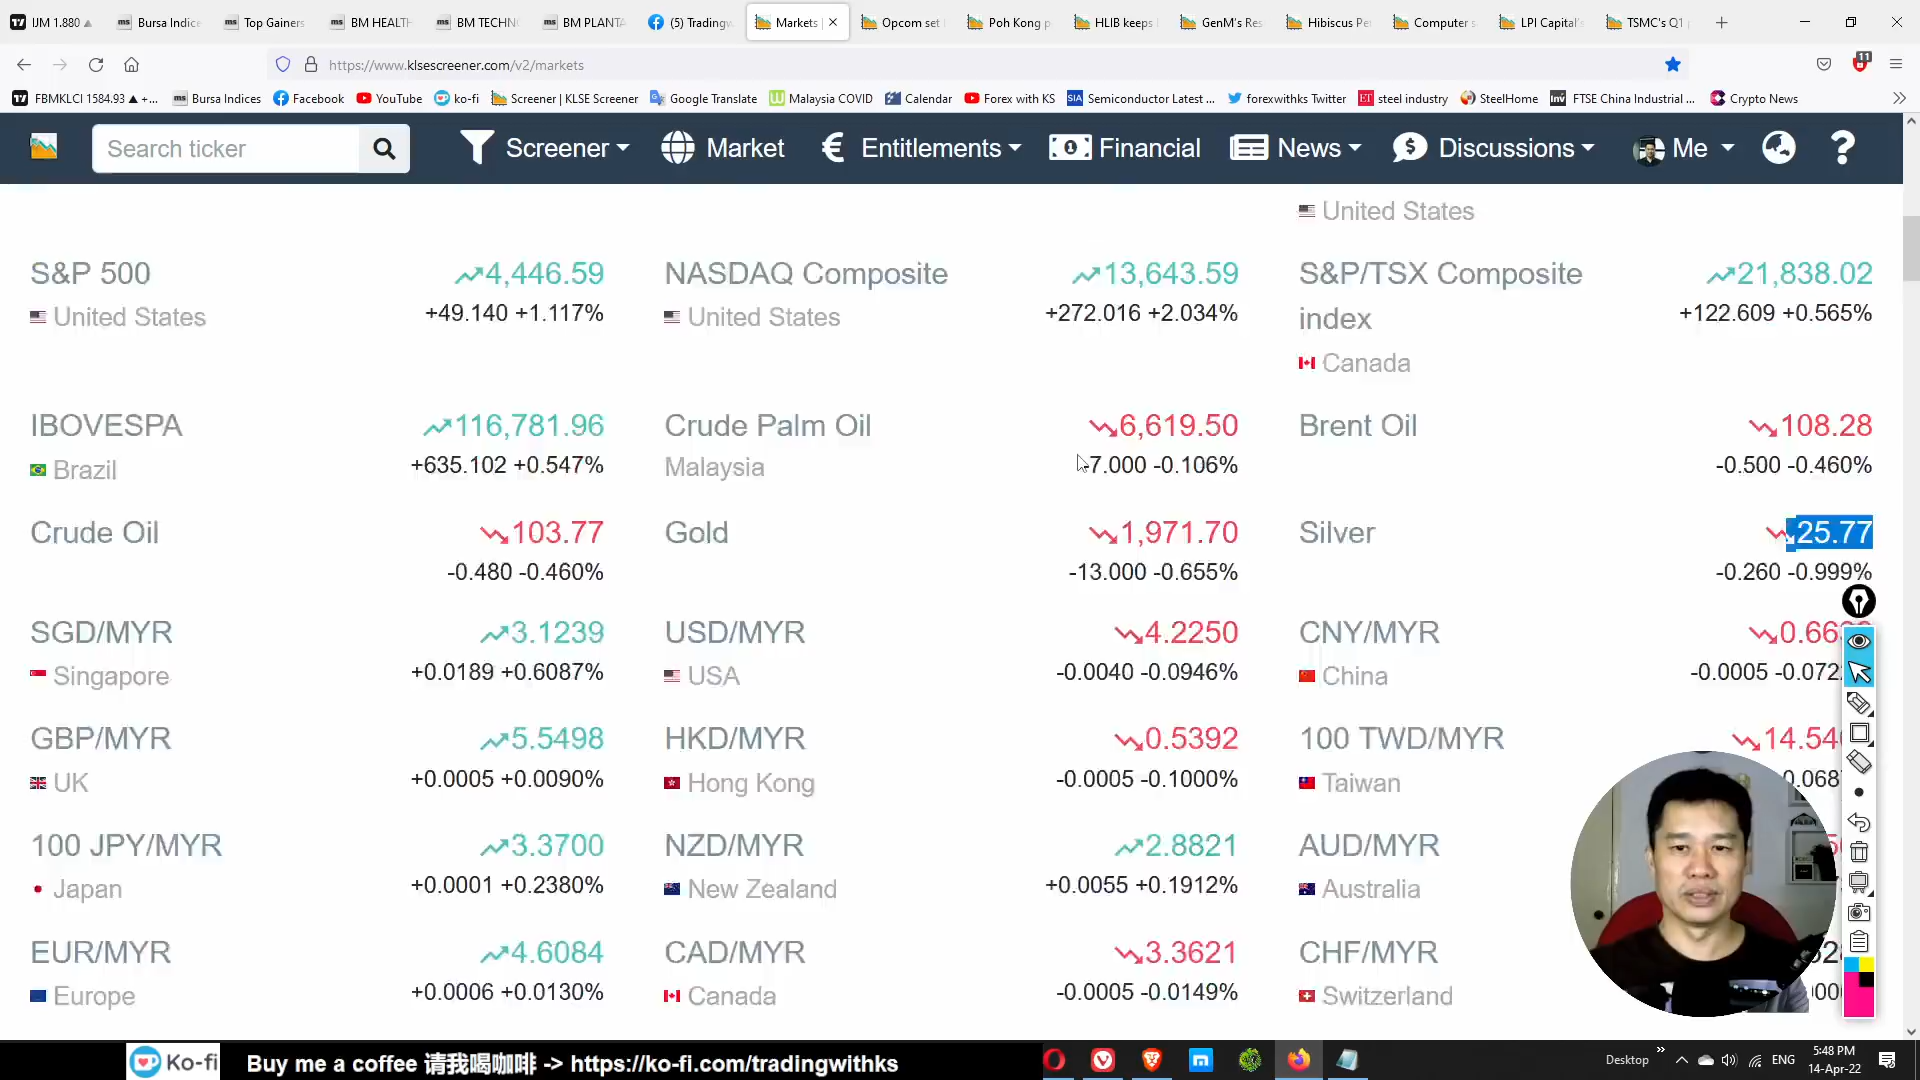 IJM 1.880 ▲
Bursa Indice
Top Gainers
BM HEALTH
BM TECHN
BM PLANTA
(5) Tradingw
Markets |
Opcom set
Poh Kong p
HLIB keeps
GenM's Res
Hibiscus Pe
Computer s
LPI Capital's
TSMC's Q1
https://www.klsescreener.com/v2/markets
11
FBMKLCI 1584.93 ▲ +...
Bursa Indices
Facebook
YouTube
ko-fi
Screener | KLSE Screener
Google Translate
Malaysia COVID
Calendar
Forex with KS
Semiconductor Latest ...
forexwithks Twitter
steel industry
SteelHome
FTSE China Industrial ...
Crypto News
Search ticker
Screener
Market
Entitlements
Financial
News
Discussions
Me
United States
S&P 500
4,446.59
United States
+49.140 +1.117%
NASDAQ Composite
13,643.59
United States
+272.016 +2.034%
S&P/TSX Composite
index
21,838.02
+122.609 +0.565%
Canada
IBOVESPA
116,781.96
Brazil
+635.102 +0.547%
Crude Palm Oil
6,619.50
Malaysia
-7.000 -0.106%
Brent Oil
108.28
-0.500 -0.460%
Crude Oil
103.77
-0.480 -0.460%
Gold
1,971.70
-13.000 -0.655%
Silver
25.77
-0.260 -0.999%
SGD/MYR
3.1239
Singapore
+0.0189 +0.6087%
USD/MYR
4.2250
USA
-0.0040 -0.0946%
CNY/MYR
China
-0.0005
GBP/MYR
5.5498
UK
+0.0005 +0.0090%
HKD/MYR
0.5392
Hong Kong
-0.0005 -0.1000%
100 TWD/MYR
Taiwan
100 JPY/MYR
3.3700
Japan
+0.0001 +0.2380%
NZD/MYR
2.8821
New Zealand
+0.0055 +0.1912%
AUD/MYR
Australia
EUR/MYR
4.6084
Europe
+0.0006 +0.0130%
CAD/MYR
3.3621
Canada
-0.0005 -0.0149%
CHF/MYR
Switzerland
Ko-fi
Buy me a coffee 请我喝咖啡 -> https://ko-fi.com/tradingwithks
Desktop
ENG
5:48 PM
14-Apr-22